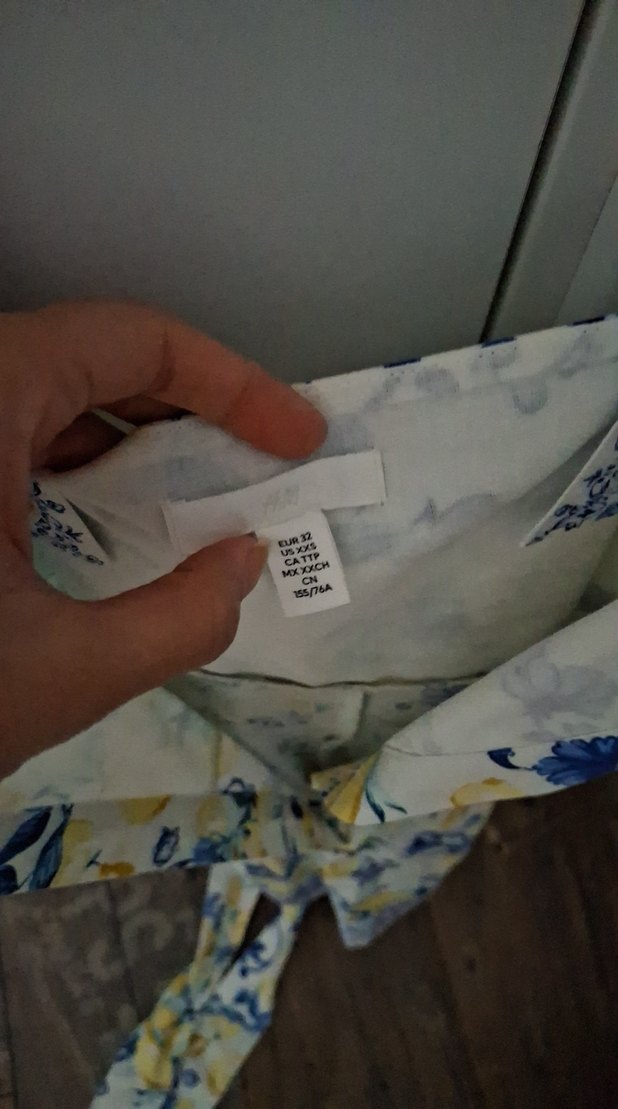 H&M
EUR 32
US XXS
CA TTP
MX XXCH
CN
155/76A